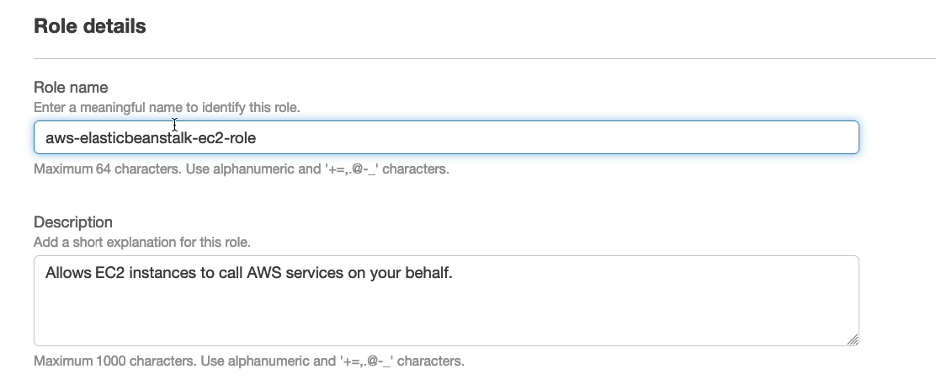 Role details
Role name
Enter a meaningful name to identify this role.
aws-elasticbeanstalk-ec2-role
Maximum 64 characters. Use alphanumeric and '+=,.@-_' characters.
Description
Add a short explanation for this role.
Allows EC2 instances to call AWS services on your behalf.
Maximum 1000 characters. Use alphanumeric and '+=,.@-_' characters.